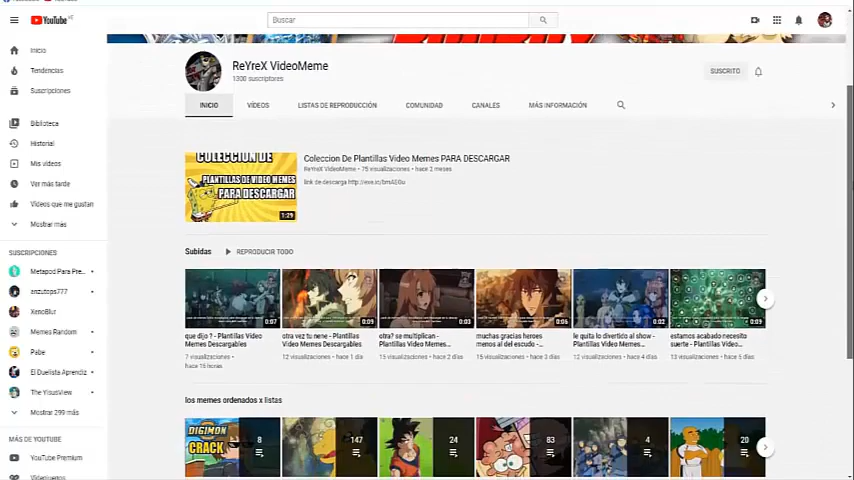 YouTube
Buscar
Inicio
Tendencias
Suscripciones
Biblioteca
Historial
Mis videos
Ver más tarde
Vídeos que me gustan
Mostrar más
SUSCRIPCIONES
Metapod Para Pre...
anzutops777
XenoBlur
Memes Random
Pabe
El Duelista Aprendiz
Mostrar 299 más
MÁS DE YOUTUBE
YouTube Premium
Videojuegos
ReYreX VideoMeme
1300 suscriptores
SUSCRITO
INICIO
VÍDEOS
LISTAS DE REPRODUCCIÓN
COMUNIDAD
CANALES
MÁS INFORMACIÓN
COLECCION DE
PLANTILLAS DE VIDEO MEMES
PARA DESCARGAR
1:29
Coleccion De Plantillas Video Memes PARA DESCARGAR
ReYreX VideoMeme • 75 visualizaciones • hace 2 meses
link de descarga
Subidas
REPRODUCIR TODO
0:07
0:09
0:03
0:06
0:02
0:09
que dijo ? - Plantillas Video
Memes Descargables
7 visualizaciones •
hace 15 horas
otra vez tu nene - Plantillas
Video Memes Descargables
12 visualizaciones • hace 1 día
otra? se multiplican -
Plantillas Video Memes...
15 visualizaciones • hace 2 días
muchas gracias heroes
menos al del escudo -...
15 visualizaciones • hace 3 días
le quita lo divertido al show -
Plantillas Video Memes...
12 visualizaciones • hace 4 días
estamos acabado necesito
suerte - Plantillas Video...
13 visualizaciones • hace 5 días
los memes ordenados x listas
DIGIMON
CRACK
8
147
24
83
4
20